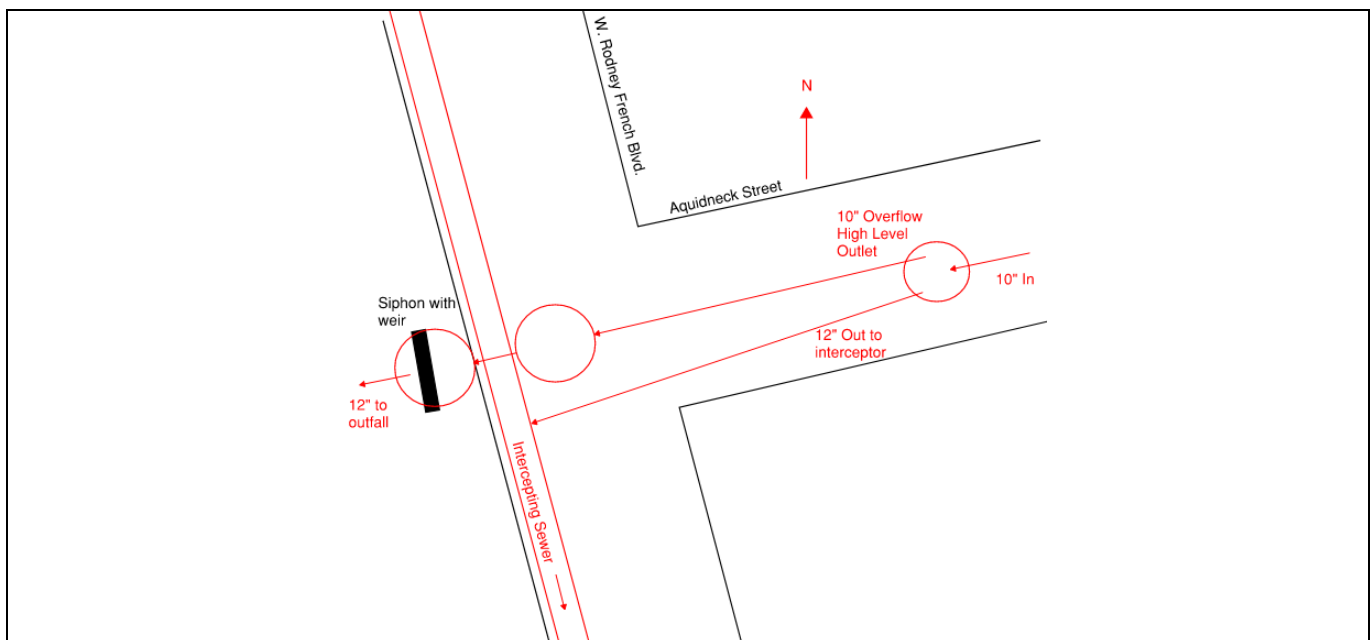 W. Rodney French Blvd.
N
Aquidneck Street
10" Overflow
High Level
Outlet
10" In
Siphon with
weir
12" Out to
interceptor
12" to
outfall
Intercepting Sewer